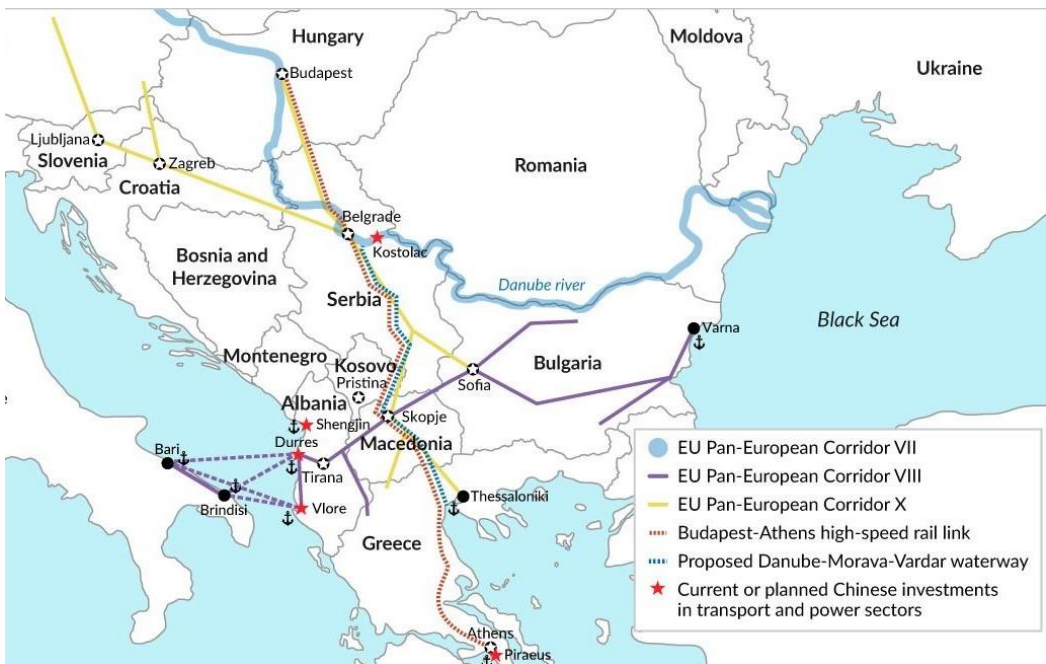 Hungary
Moldova
Ukraine
Budapest
Ljubljana
Slovenia
Zagreb
Croatia
Romania
Belgrade
Kostolac
Bosnia and
Herzegovina
Danube river
Serbia
Black Sea
Varna
Montenegro
Kosovo
Pristina
Bulgaria
Sofia
Albania
Shengjin
Skopje
Durres
Macedonia
Bari
Tirana
Brindisi
Vlore
Thessaloniki
Greece
Athens
Piraeus
EU Pan-European Corridor VII
EU Pan-European Corridor VIII
EU Pan-European Corridor X
Budapest-Athens high-speed rail link
Proposed Danube-Morava-Vardar waterway
Current or planned Chinese investments
in transport and power sectors